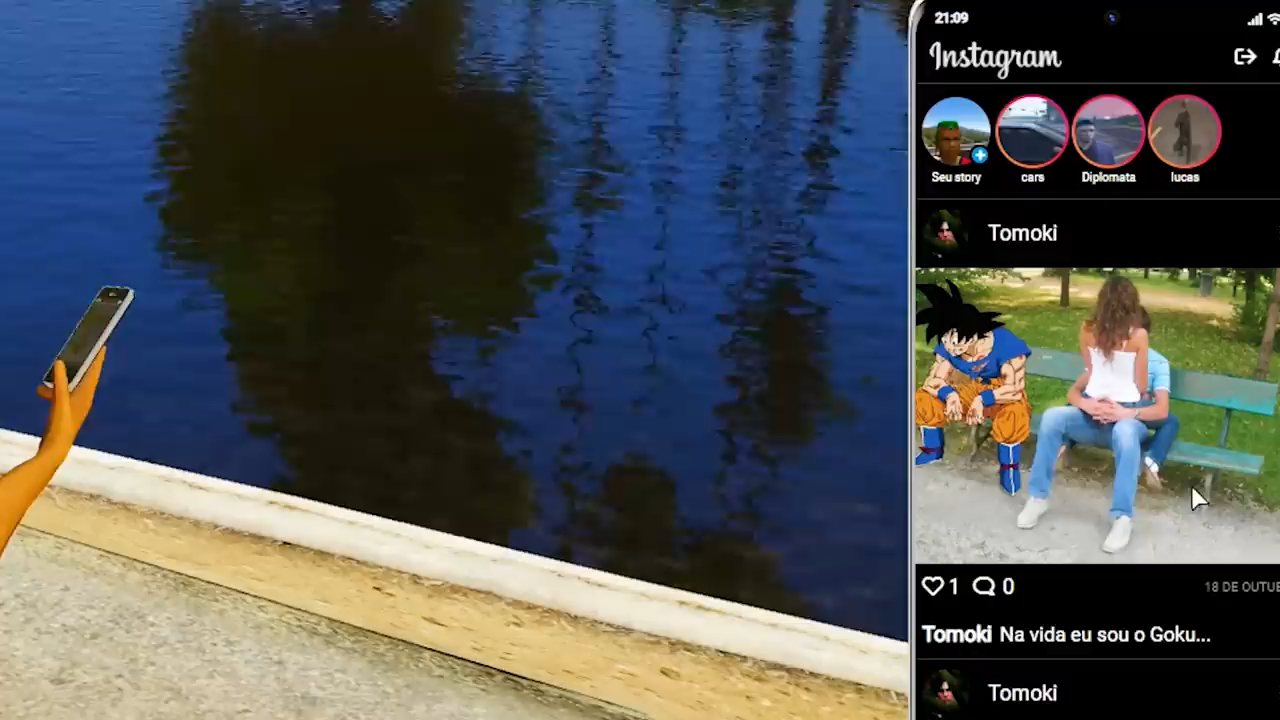 21:09
Instagram
Seu story
cars
Diplomata
lucas
Tomoki
1
0
18 DE OUTU
Tomoki Na vida eu sou o Goku...
Tomoki